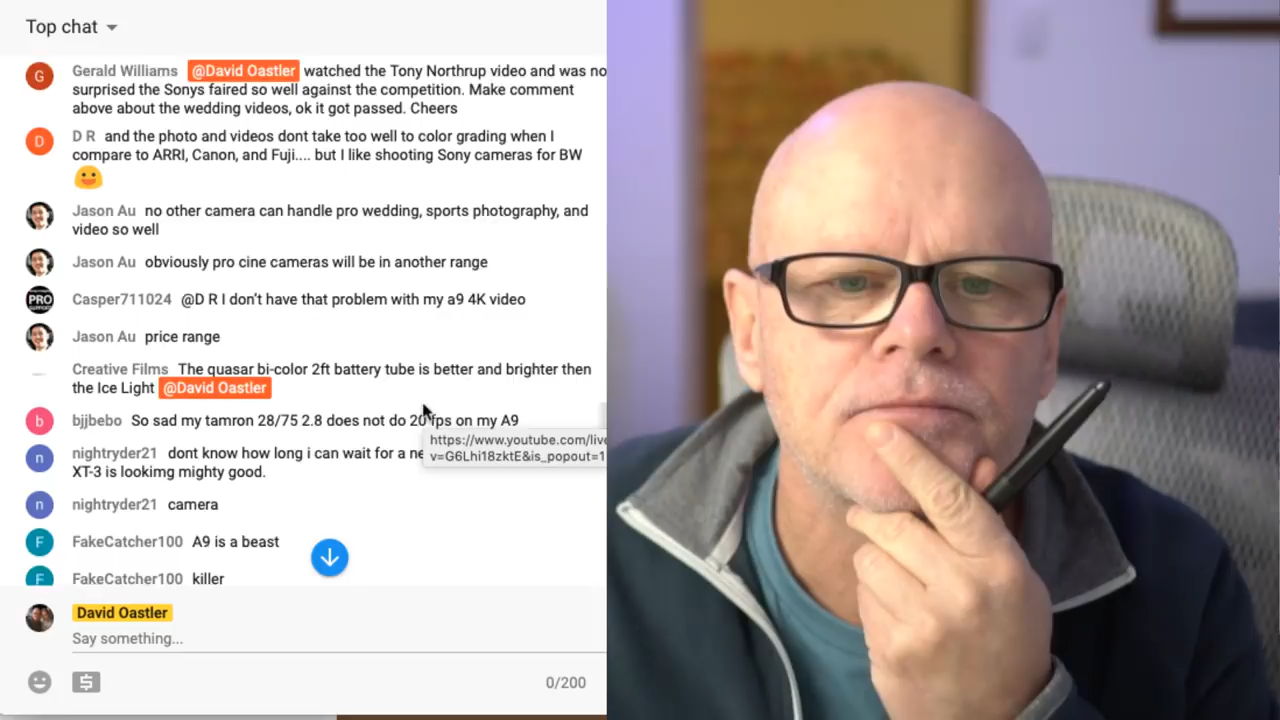 Top chat
G
Gerald Williams @David Oastler watched the Tony Northrup video and was no
surprised the Sonys faired so well against the competition. Make comment
above about the wedding videos, ok it got passed. Cheers
D
D R and the photo and videos dont take too well to color grading when I
compare to ARRI, Canon, and Fuji.... but I like shooting Sony cameras for BW
Jason Au no other camera can handle pro wedding, sports photography, and
video so well
Jason Au obviously pro cine cameras will be in another range
PRO
Casper711024 @D R I don't have that problem with my a9 4K video
Jason Au price range
Creative Films The quasar bi-color 2ft battery tube is better and brighter then
the Ice Light @David Oastler
b
bjjbebo So sad my tamron 28/75 2.8 does not do 20 fps on my A9
https://www.youtube.com/live
v=G6Lhi18zktE&is_popout=1
n
nightryder21 dont know how long i can wait for a ne
XT-3 is lookimg mighty good.
n
nightryder21 camera
F
FakeCatcher100 A9 is a beast
F
FakeCatcher100 killer
David Oastler
Say something...
$
0/200